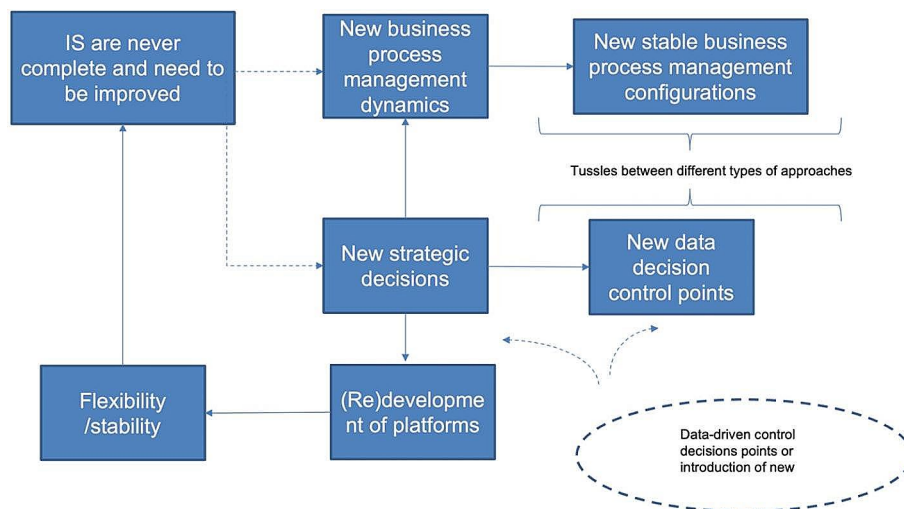 IS are never
complete and need to
be improved
New business
process
management
dynamics
New stable business
process management
configurations
Tussles between different types of approaches
New strategic
decisions
New data
decision
control points
Flexibility
/stability
(Re)developme
nt of platforms
Data-driven control
decisions points or
introduction of new